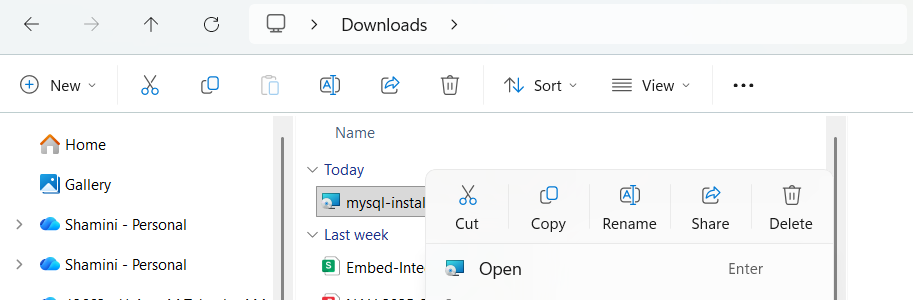 Downloads
New
Sort
View
Name
Home
Today
Gallery
mysql-instal
Cut
Copy
Rename
Share
Delete
Shamini - Personal
Last week
Shamini - Personal
Embed-Inte
Open
Enter